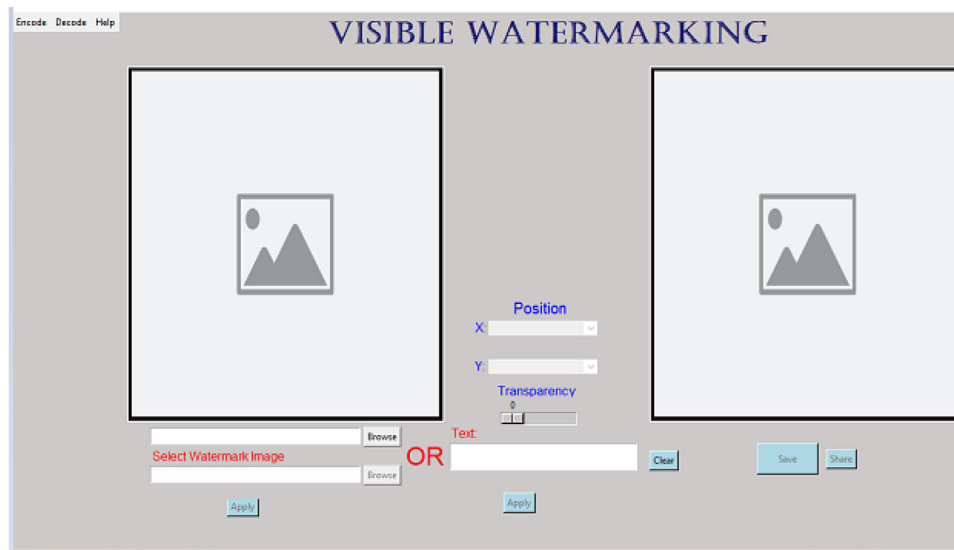 Encode Decode Help
VISIBLE WATERMARKING
Position
X:
Y:
Transparency
0
Browse
Text:
Select Watermark Image
OR
Clear
Save
Share
Browse
Apply
Apply